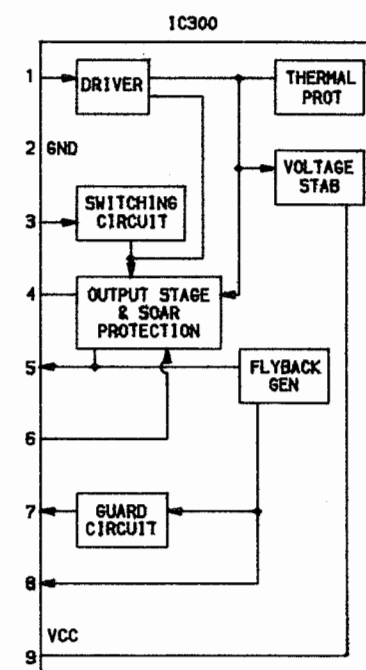 IC300
1
DRIVER
THERMAL
PROT
2 GND
VOLTAGE
STAB
SWITCHING
CIRCUIT
3
4
OUTPUT STAGE
& SOAR
PROTECTION
5
FLYBACK
GEN
6
7
GUARD
CIRCUIT
8
VCC
9